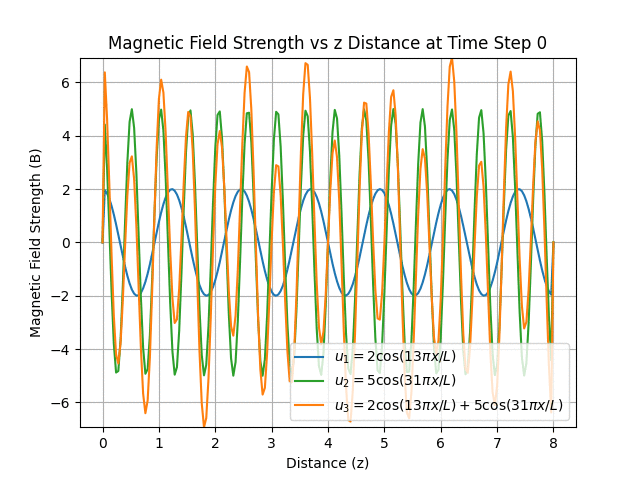 Magnetic Field Strength vs z Distance at Time Step 0
Magnetic Field Strength (B)
6
4
2
0
−2
−4
−6
u₁ = 2cos(13πx/L)
u₂ = 5cos(31πx/L)
u₃ = 2cos(13πx/L) + 5cos(31πx/L)
0 1 2 3 4 5 6 7 8
Distance (z)